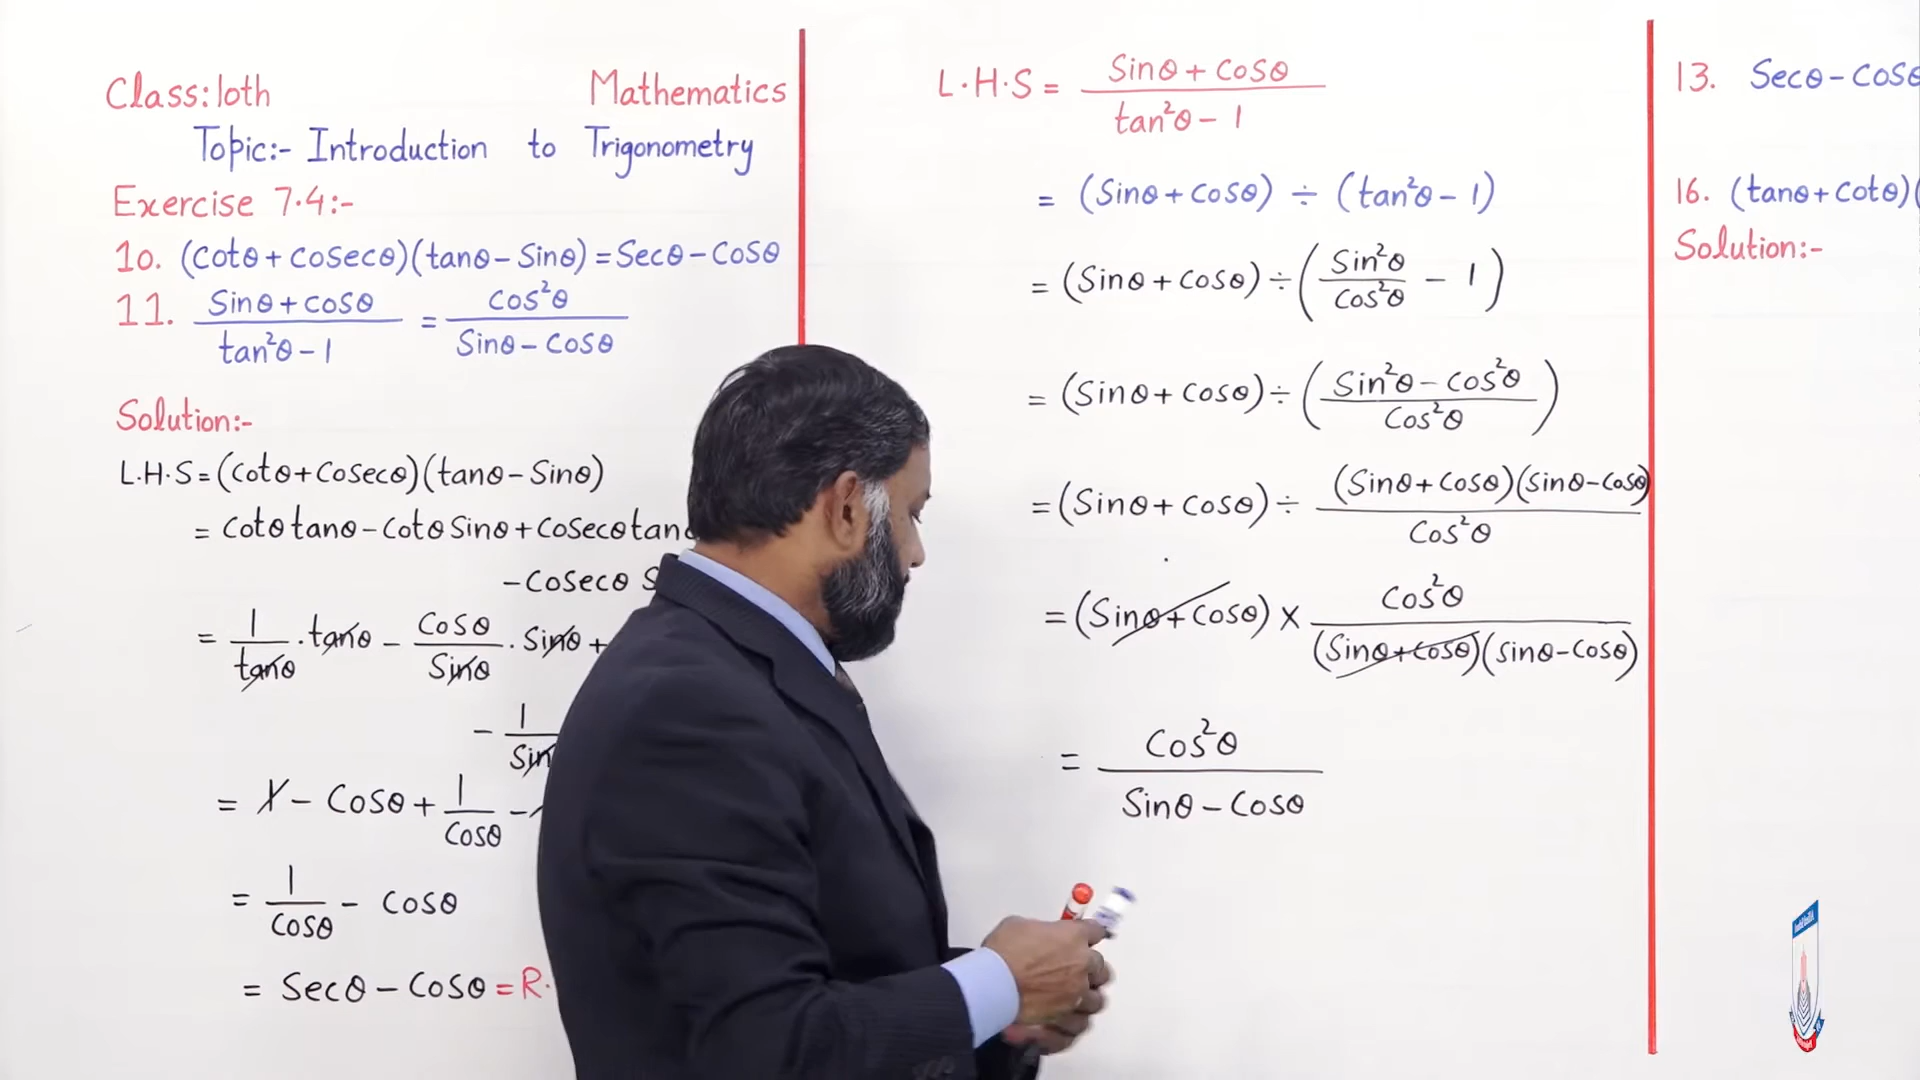 Class: 10th Mathematics
Topic:- Introduction to Trigonometry
Exercise 7.4:-
10. (cotθ + cosecθ)(tanθ - Sinθ) = Secθ - Cosθ
11. (Sinθ + cosθ)/(tan²θ - 1) = Cos²θ/(Sinθ - Cosθ)
Solution:-
L.H.S = (cotθ + Cosecθ)(tanθ - Sinθ)
= cotθ tanθ - cotθ Sinθ + cosecθ
- Cosecθ
= 1/tanθ . tanθ - Cosθ/Sinθ . Sinθ +
- 1/
= 1 - Cosθ + 1/Cosθ -
= 1/Cosθ - Cosθ
= Secθ - Cosθ = R.
L.H.S = (Sinθ + Cosθ)/(tan²θ - 1)
= (Sinθ + Cosθ) ÷ (tan²θ - 1)
= (Sinθ + Cosθ) ÷ (Sin²θ/Cos²θ - 1)
= (Sinθ + Cosθ) ÷ ((Sin²θ - Cos²θ)/Cos²θ)
= (Sinθ + Cosθ) ÷ (Sinθ + Cosθ)(Sinθ - Cosθ)/Cos²θ
= (Sinθ + Cosθ) × Cos²θ/(Sinθ + Cosθ)(Sinθ - Cosθ)
= Cos²θ/(Sinθ - Cosθ)
13. Secθ - Cosθ
16. (tanθ + Cotθ)(
Solution:-